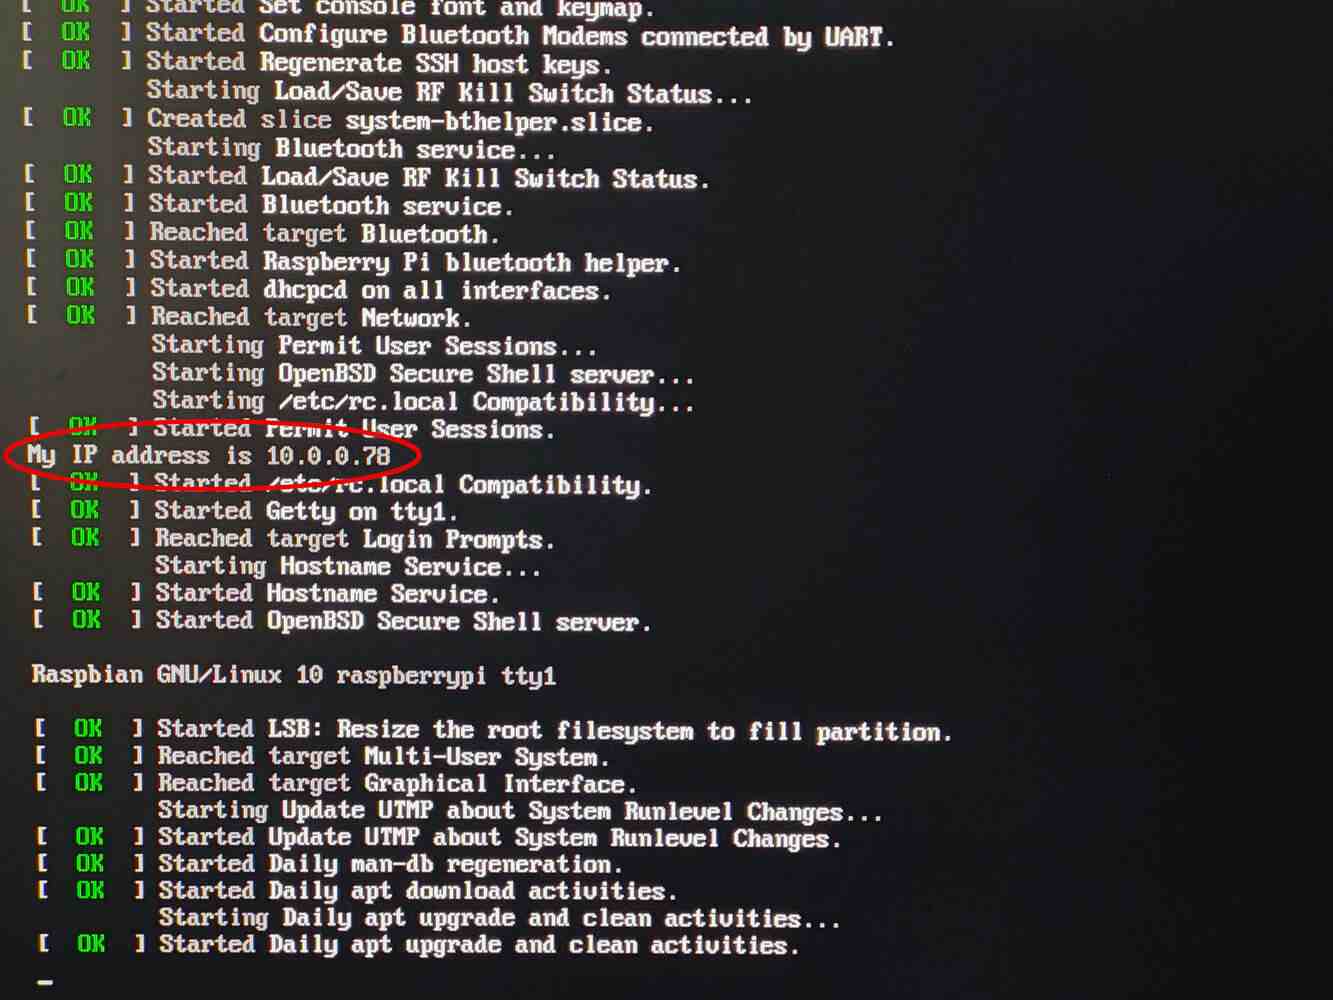 [ OK ] Started Set console font and keymap.
[ OK ] Started Configure Bluetooth Modems connected by UART.
[ OK ] Started Regenerate SSH host keys.
Starting Load/Save RF Kill Switch Status...
[ OK ] Created slice system-bthelper.slice.
Starting Bluetooth service...
[ OK ] Started Load/Save RF Kill Switch Status.
[ OK ] Started Bluetooth service.
[ OK ] Reached target Bluetooth.
[ OK ] Started Raspberry Pi bluetooth helper.
[ OK ] Started dhcpcd on all interfaces.
[ OK ] Reached target Network.
Starting Permit User Sessions...
Starting OpenBSD Secure Shell server...
Starting /etc/rc.local Compatibility...
[ OK ] Started Permit User Sessions.
My IP address is 10.0.0.78
[ OK ] Started /etc/rc.local Compatibility.
[ OK ] Started Getty on tty1.
[ OK ] Reached target Login Prompts.
Starting Hostname Service...
[ OK ] Started Hostname Service.
[ OK ] Started OpenBSD Secure Shell server.
Raspbian GNU/Linux 10 raspberrypi tty1
[ OK ] Started LSB: Resize the root filesystem to fill partition.
[ OK ] Reached target Multi-User System.
[ OK ] Reached target Graphical Interface.
Starting Update UTMP about System Runlevel Changes...
[ OK ] Started Update UTMP about System Runlevel Changes.
[ OK ] Started Daily man-db regeneration.
[ OK ] Started Daily apt download activities.
Starting Daily apt upgrade and clean activities...
[ OK ] Started Daily apt upgrade and clean activities.